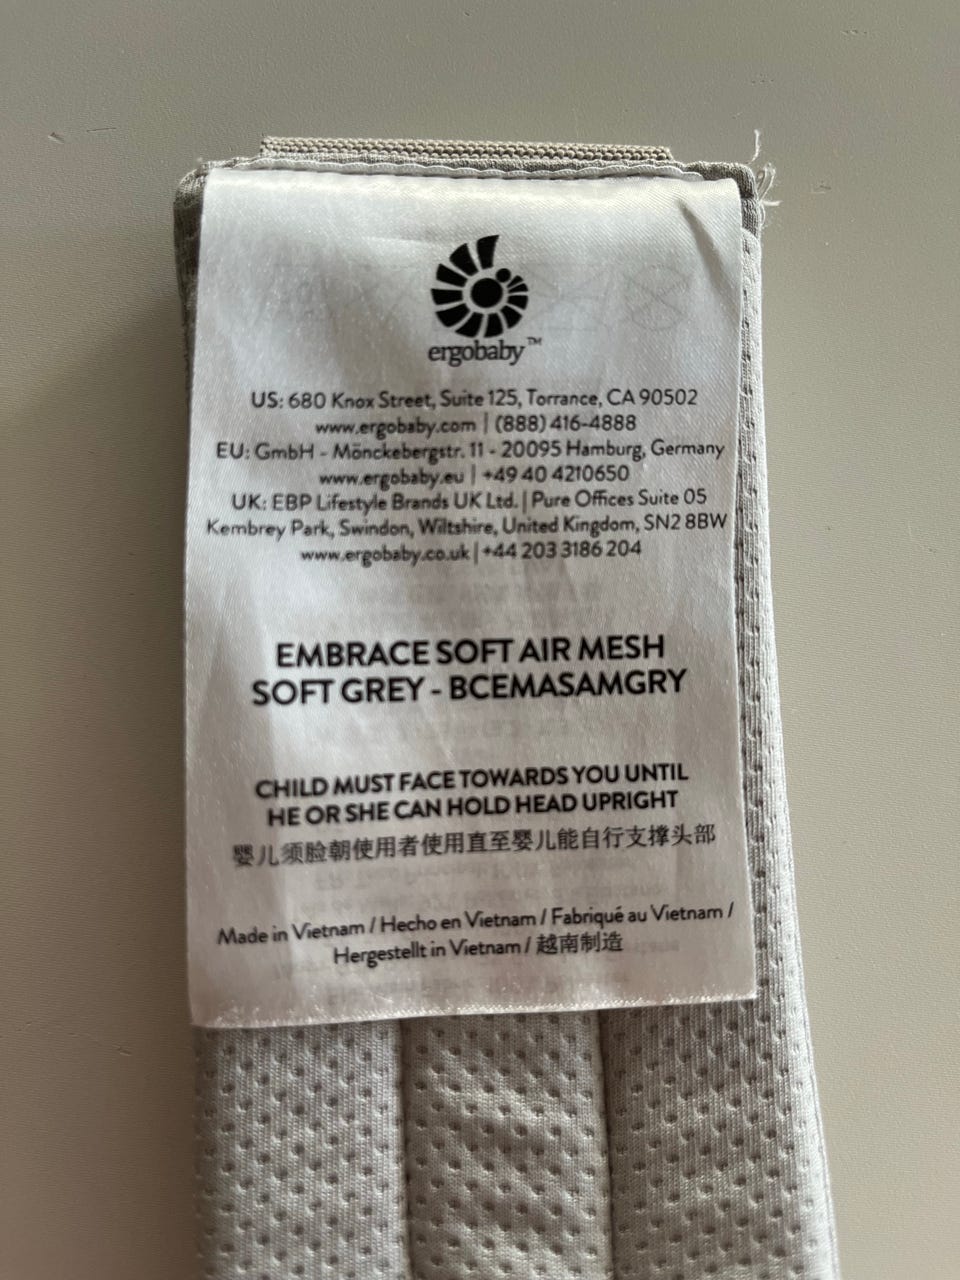 ergobaby™
US: 680 Knox Street, Suite 125, Torrance, CA 90502
www.ergobaby.com | (888) 416-4888
EU: GmbH - Mönckebergstr. 11 - 20095 Hamburg, Germany
www.ergobaby.eu | +49 40 4210650
UK: EBP Lifestyle Brands UK Ltd. | Pure Offices Suite 05
Kembrey Park, Swindon, Wiltshire, United Kingdom, SN2 8BW
www.ergobaby.co.uk | +44 203 3186 204
EMBRACE SOFT AIR MESH
SOFT GREY - BCEMASAMGRY
CHILD MUST FACE TOWARDS YOU UNTIL
HE OR SHE CAN HOLD HEAD UPRIGHT
婴儿须脸朝使用者使用直至婴儿能自行支撑头部
Made in Vietnam / Hecho en Vietnam / Fabriqué au Vietnam /
Hergestellt in Vietnam / 越南制造